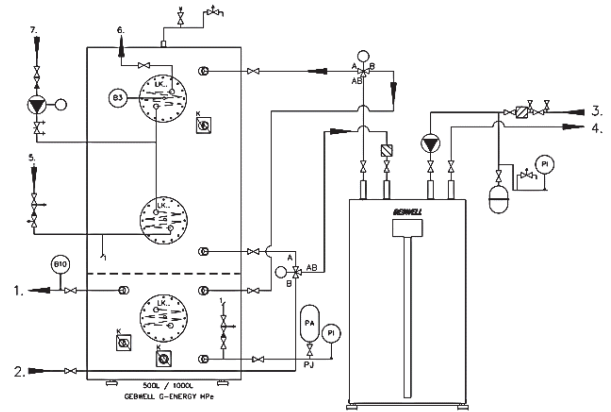 7.
6.
A
B
AB
LK..
B3
K
3.
4.
PI
5.
LK..
GEBWELL
A
AB
B
B10
1.
LK..
K
K
PA
PI
PJ
2.
500L / 1000L
GEBWELL G-ENERGY HPe